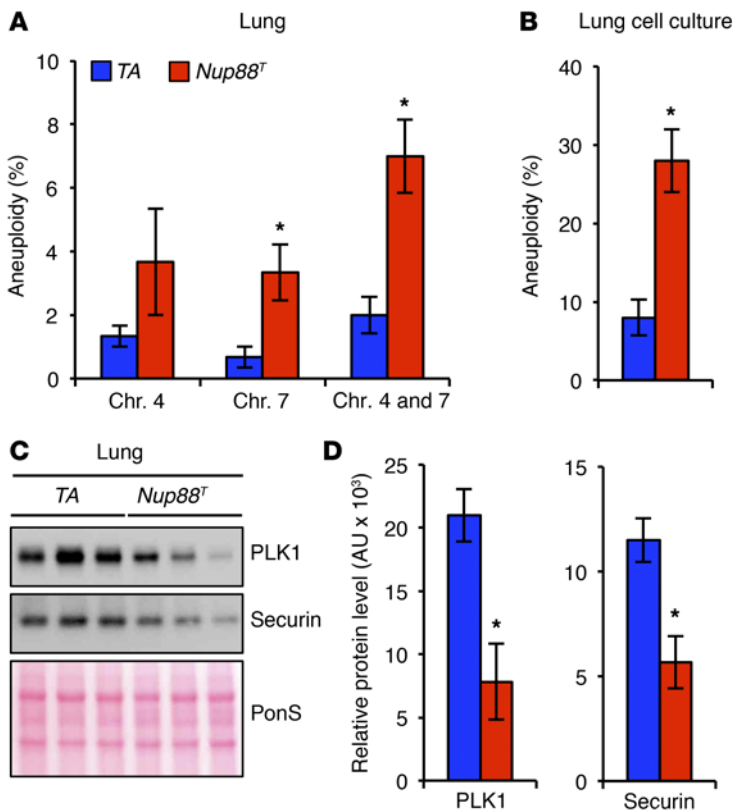 A
Lung
TA
Nup88ᵀ
Aneuploidy (%)
10
8
6
4
2
0
*
*
Chr. 4
Chr. 7
Chr. 4 and 7
B
Lung cell culture
Aneuploidy (%)
40
30
20
10
0
*
C
Lung
TA
Nup88ᵀ
PLK1
Securin
PonS
D
Relative protein level (AU x 10³)
25
20
15
10
5
0
*
PLK1
15
10
5
0
*
Securin